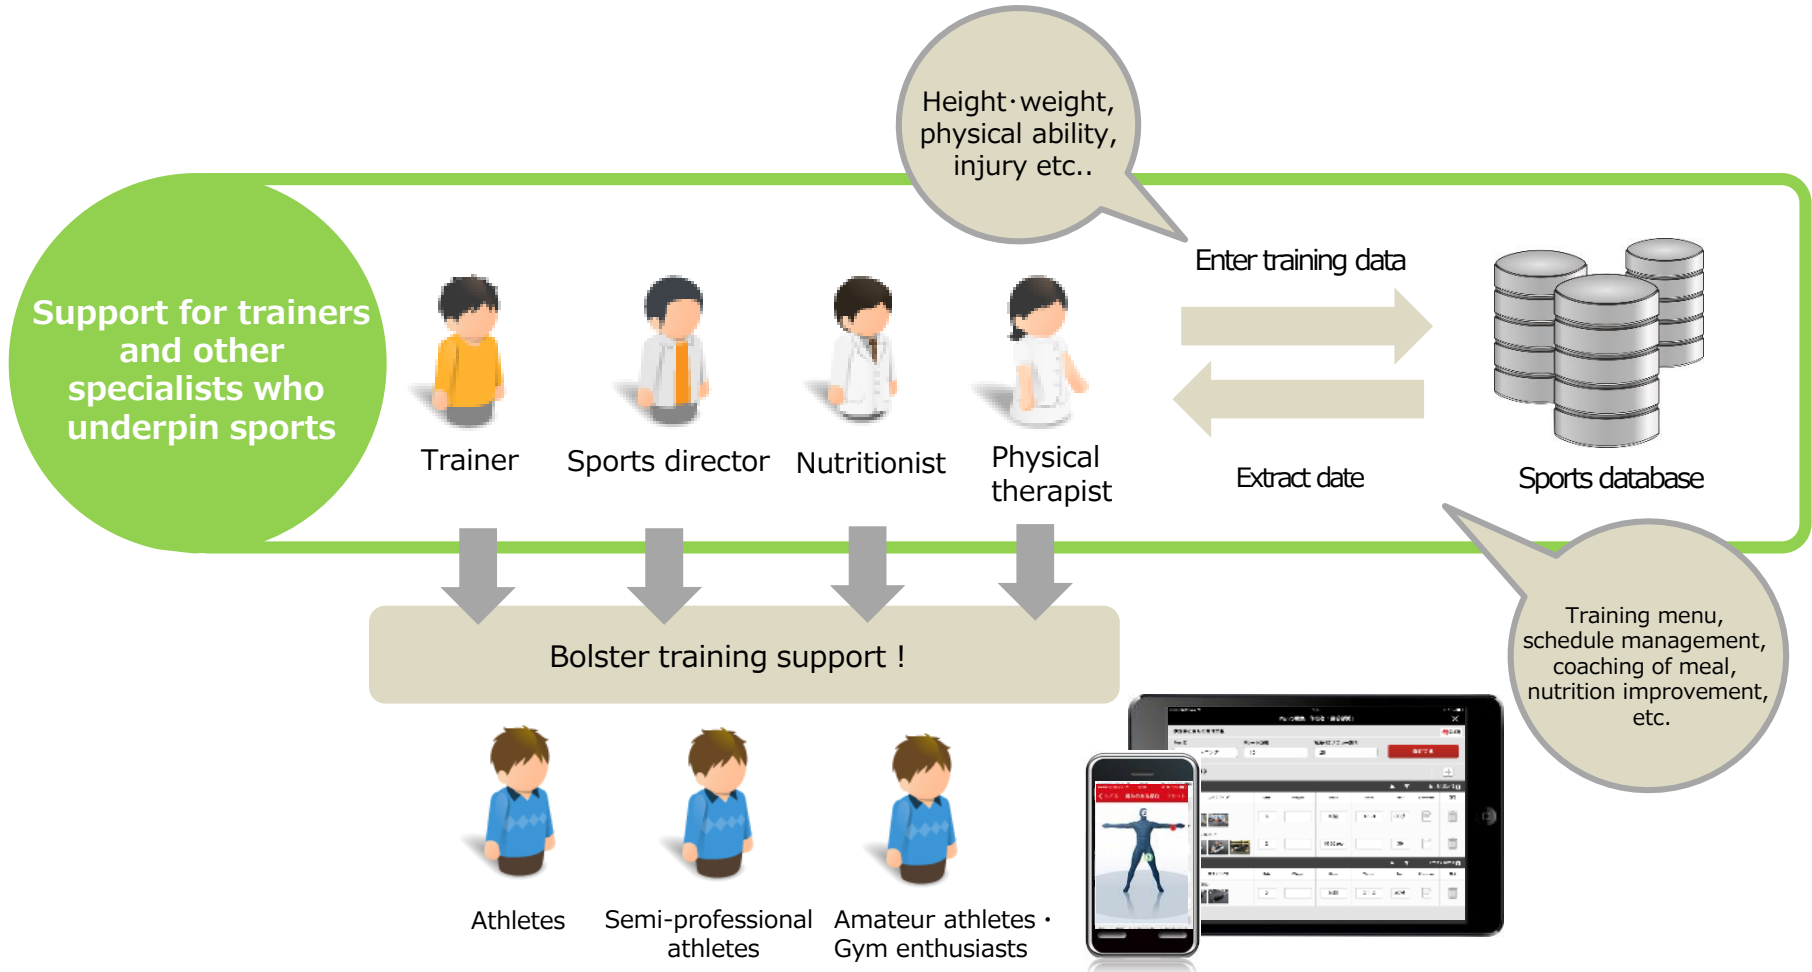 Height･weight,
physical ability,
injury etc..
Support for trainers
and other
specialists who
underpin sports
Enter training data
Trainer
Sports director
Nutritionist
Physical
therapist
Extract date
Sports database
Bolster training support !
Training menu,
schedule management,
coaching of meal,
nutrition improvement,
etc.
Athletes
Semi-professional
athletes
Amateur athletes･
Gym enthusiasts